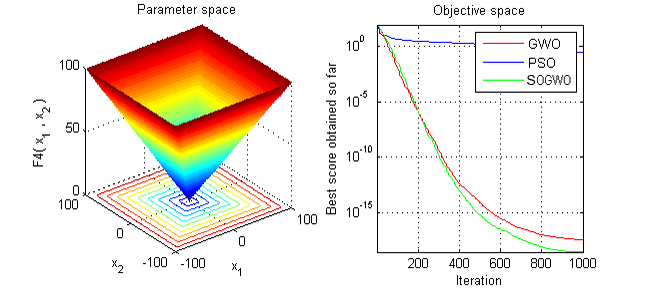 Parameter space
100
50
0
F4( x1 , x2 )
100
0
-100
x2
-100
0
100
x1
Objective space
10^0
10^-5
10^-10
10^-15
Best score obtained so far
GWO
PSO
SOGWO
200
400
600
800
1000
Iteration